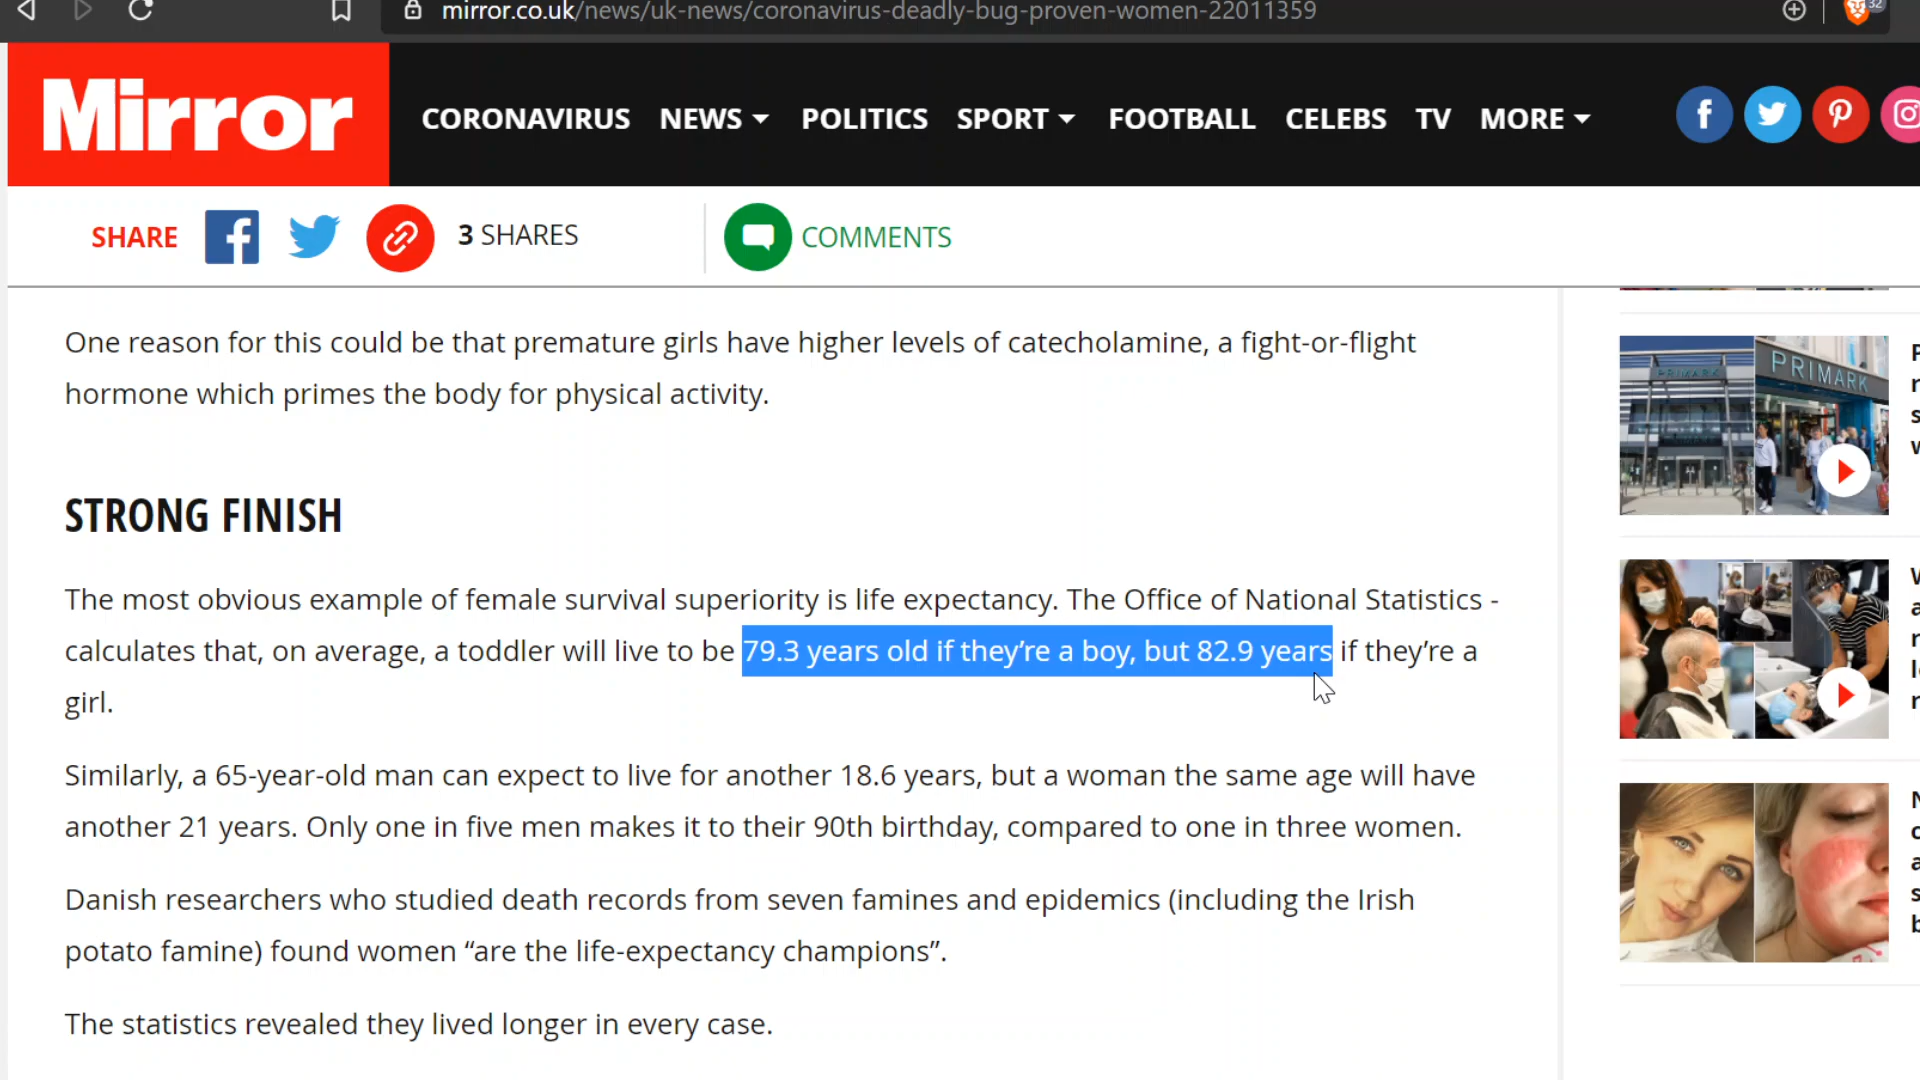 mirror.co.uk/news/uk-news/coronavirus-deadly-bug-proven-women-22011359
32
Mirror
CORONAVIRUS NEWS POLITICS SPORT FOOTBALL CELEBS TV MORE
SHARE 3 SHARES COMMENTS
One reason for this could be that premature girls have higher levels of catecholamine, a fight-or-flight
hormone which primes the body for physical activity.
PRIMARK
PRIMARK
STRONG FINISH
The most obvious example of female survival superiority is life expectancy. The Office of National Statistics -
calculates that, on average, a toddler will live to be 79.3 years old if they’re a boy, but 82.9 years if they’re a
girl.
Similarly, a 65-year-old man can expect to live for another 18.6 years, but a woman the same age will have
another 21 years. Only one in five men makes it to their 90th birthday, compared to one in three women.
Danish researchers who studied death records from seven famines and epidemics (including the Irish
potato famine) found women “are the life-expectancy champions”.
The statistics revealed they lived longer in every case.